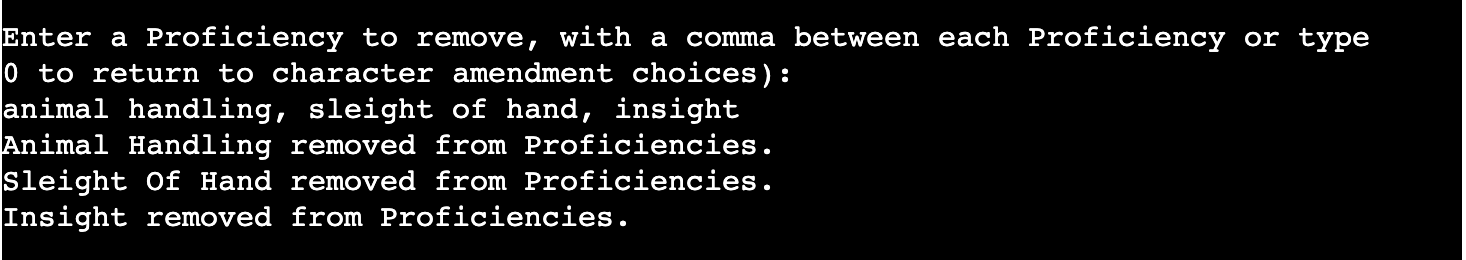 Enter a Proficiency to remove, with a comma between each Proficiency or type
0 to return to character amendment choices):
animal handling, sleight of hand, insight
Animal Handling removed from Proficiencies.
Sleight Of Hand removed from Proficiencies.
Insight removed from Proficiencies.